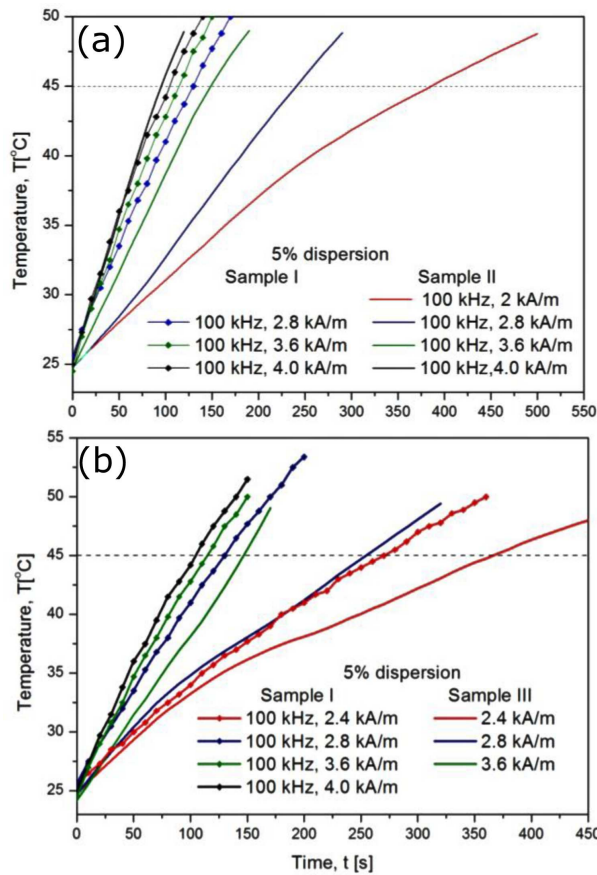 (a)
50
45
40
35
30
25
Temperature, T[°C]
5% dispersion
Sample I Sample II
100 kHz, 2 kA/m
100 kHz, 2.8 kA/m 100 kHz, 2.8 kA/m
100 kHz, 3.6 kA/m 100 kHz, 3.6 kA/m
100 kHz, 4.0 kA/m 100 kHz,4.0 kA/m
0 50 100 150 200 250 300 350 400 450 500 550
(b)
55
50
45
40
35
30
25
Temperature, T[°C]
5% dispersion
Sample I Sample III
100 kHz, 2.4 kA/m 2.4 kA/m
100 kHz, 2.8 kA/m 2.8 kA/m
100 kHz, 3.6 kA/m 3.6 kA/m
100 kHz, 4.0 kA/m
0 50 100 150 200 250 300 350 400 450
Time, t [s]